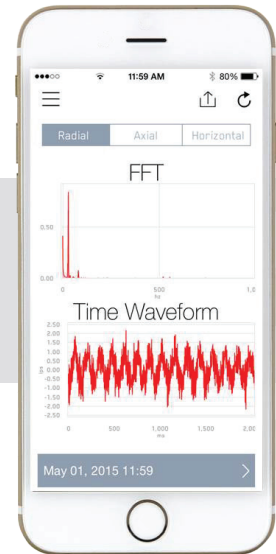 11:59 AM 80%
Radial Axial Horizontal
FFT
0.50
0.00
0 500 1.0
hz
Time Waveform
2.50
2.00
1.50
1.00
0.50
0.00
-0.50
-1.00
-1.50
-2.00
-2.50
ips
0 500 1,000 1,500 2,00
ms
May 01, 2015 11:59